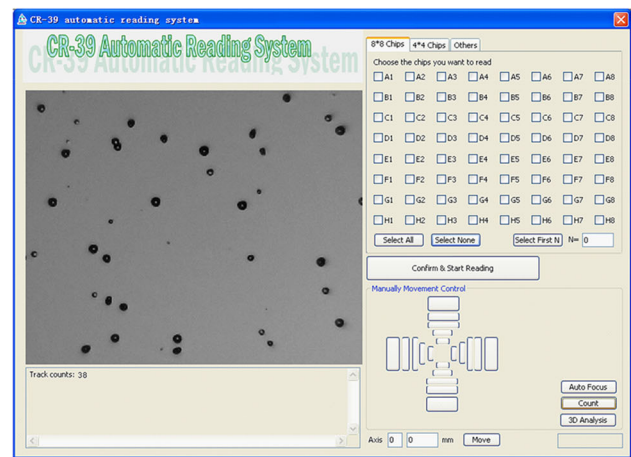 CR-39 automatic reading system
CR-39 Automatic Reading System
CR-39 Automatic Reading System
8*8 Chips 4*4 Chips Others
Choose the chips you want to read
A1 A2 A3 A4 A5 A6 A7 A8
B1 B2 B3 B4 B5 B6 B7 B8
C1 C2 C3 C4 C5 C6 C7 C8
D1 D2 D3 D4 D5 D6 D7 D8
E1 E2 E3 E4 E5 E6 E7 E8
F1 F2 F3 F4 F5 F6 F7 F8
G1 G2 G3 G4 G5 G6 G7 G8
H1 H2 H3 H4 H5 H6 H7 H8
Select All Select None Select First N N= 0
Confirm & Start Reading
Manually Movement Control
Track counts: 38
Auto Focus
Count
3D Analysis
Axis 0 0 mm Move